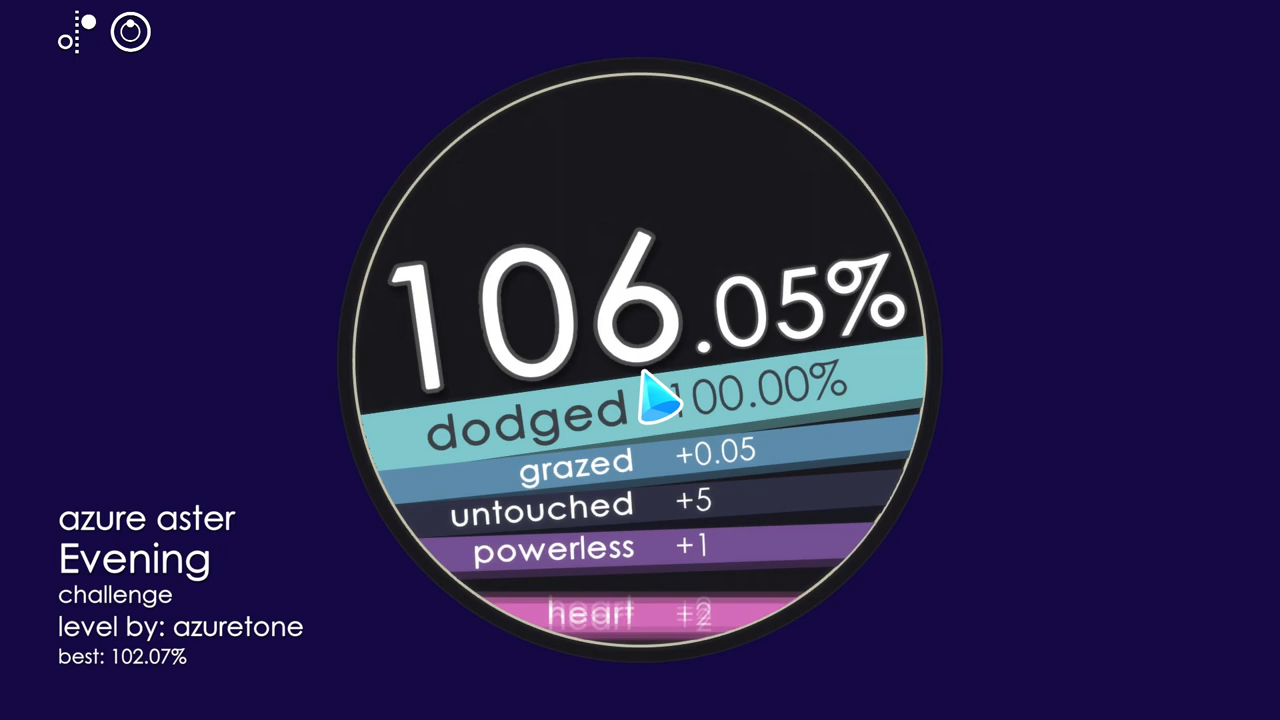 106.05%
dodged 100.00%
grazed +0.05
untouched +5
powerless +1
heart +2
azure aster
Evening
challenge
level by: azuretone
best: 102.07%